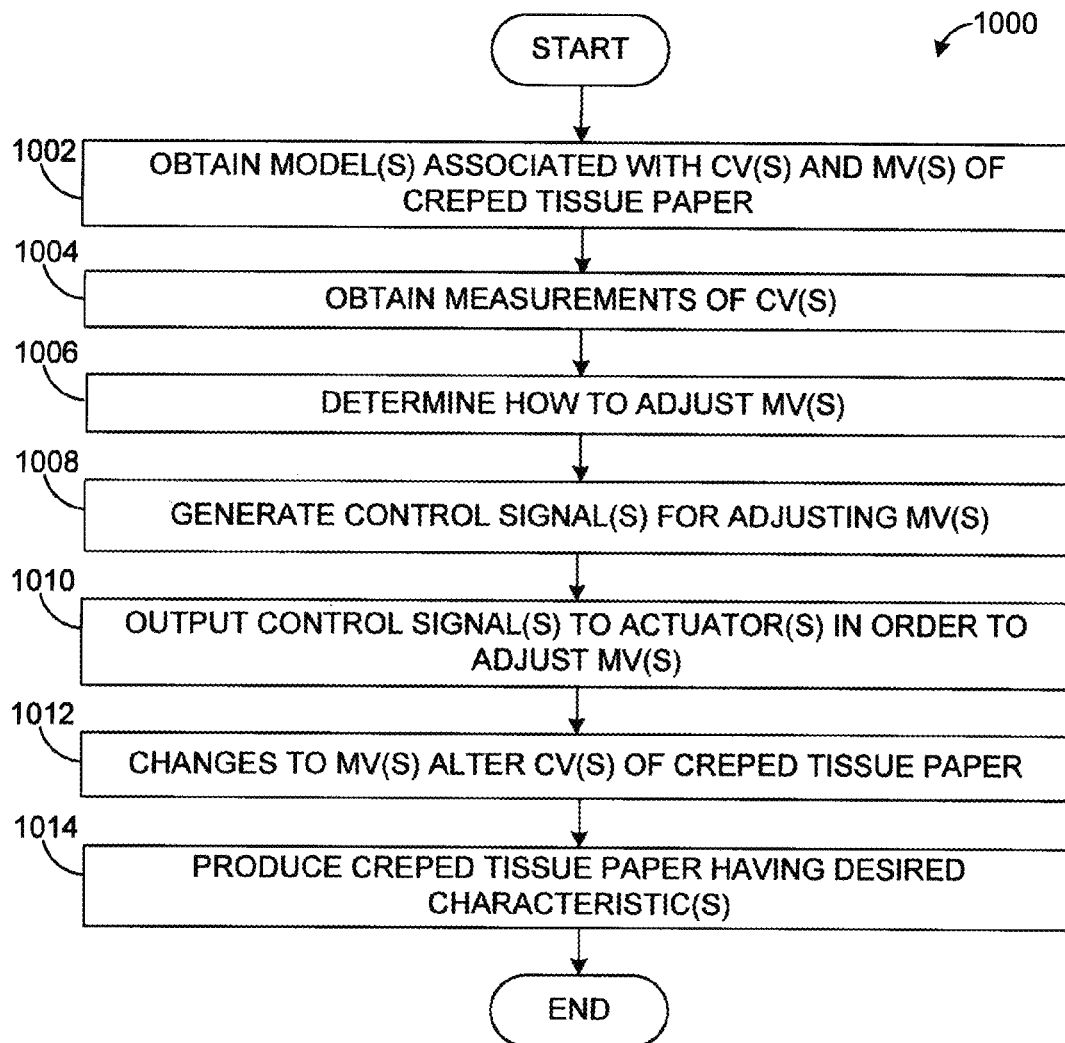 START
1000
1002
OBTAIN MODEL(S) ASSOCIATED WITH CV(S) AND MV(S) OF
CREPED TISSUE PAPER
1004
OBTAIN MEASUREMENTS OF CV(S)
1006
DETERMINE HOW TO ADJUST MV(S)
1008
GENERATE CONTROL SIGNAL(S) FOR ADJUSTING MV(S)
1010
OUTPUT CONTROL SIGNAL(S) TO ACTUATOR(S) IN ORDER TO
ADJUST MV(S)
1012
CHANGES TO MV(S) ALTER CV(S) OF CREPED TISSUE PAPER
1014
PRODUCE CREPED TISSUE PAPER HAVING DESIRED
CHARACTERISTIC(S)
END